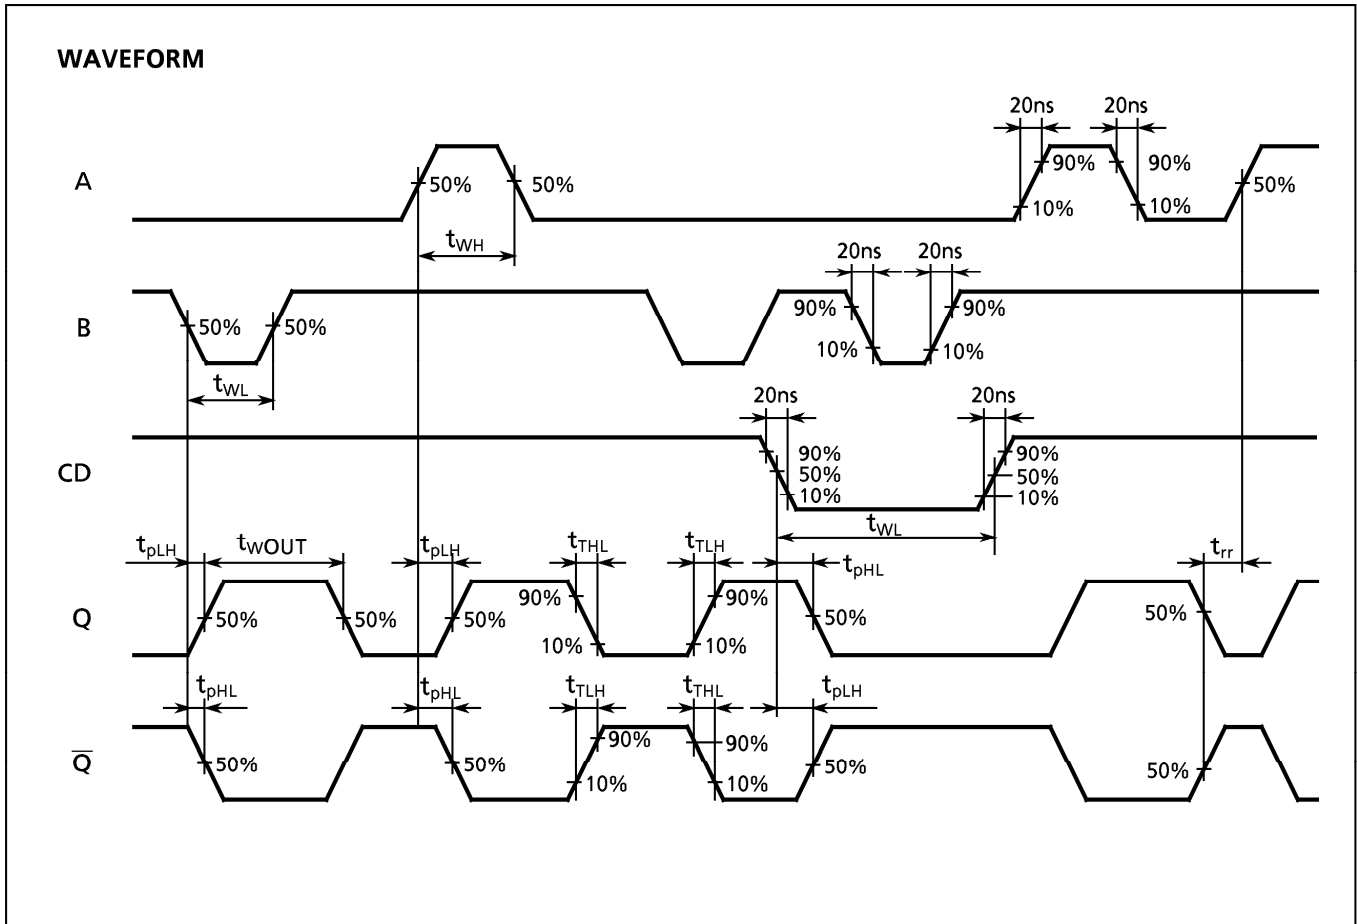 WAVEFORM
20ns 20ns
A 50% 50% 90% 90% 50%
10% 10%
tWH
20ns 20ns
B 50% 50% 90% 90%
10% 10%
tWL
20ns 20ns
CD 90% 90%
50% 50%
10% 10%
tWL
tpLH tWOUT tpLH tTHL tTLH tpHL trr
Q 50% 50% 50% 90% 90% 50% 50%
10% 10%
tpHL tpHL tTLH tTHL tpLH
Q̅ 50% 50% 90% 90% 50% 50%
10% 10%